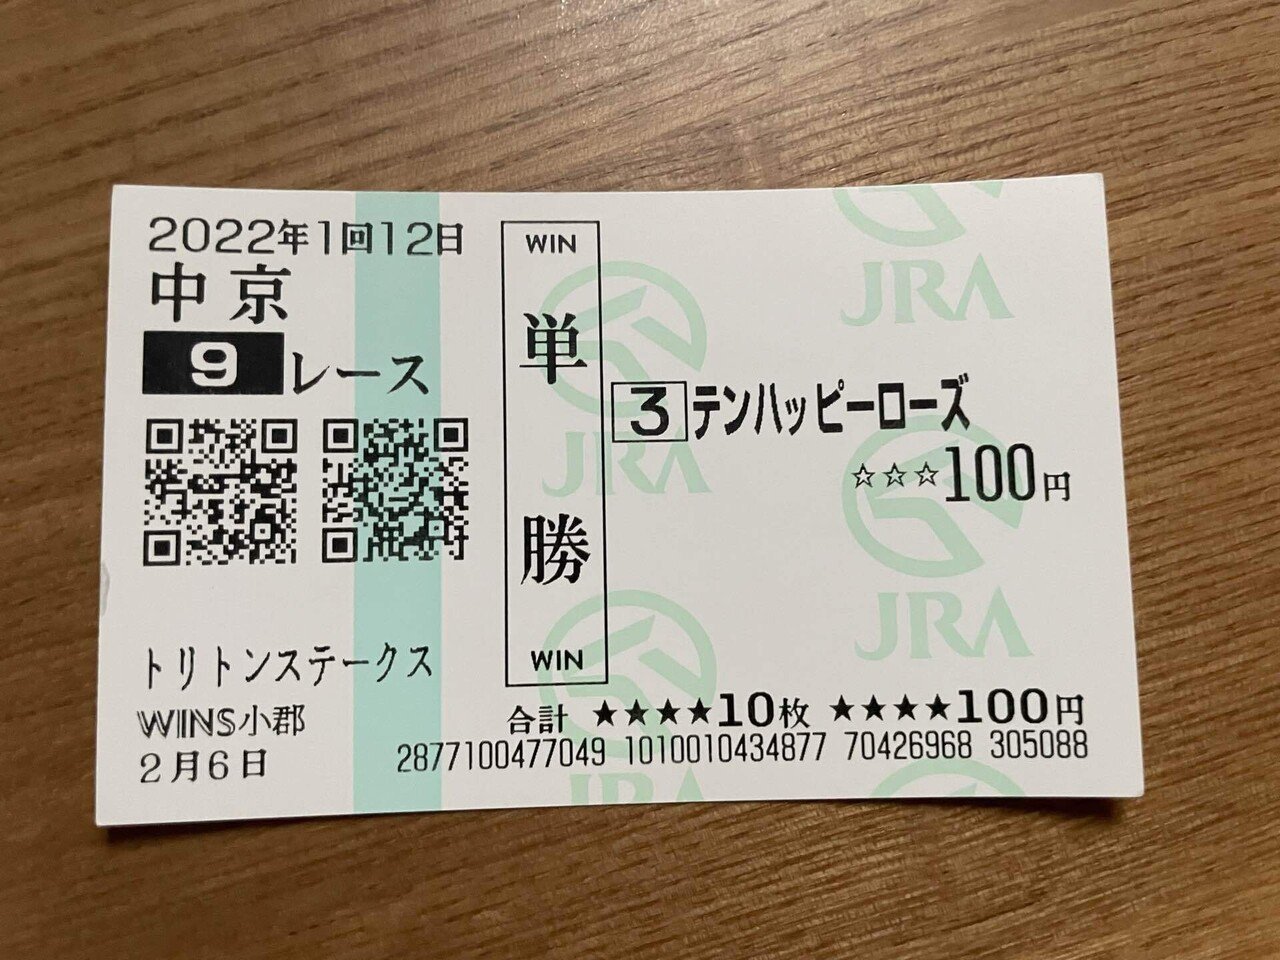 2022年1回12日
中京
9レース
トリトンステークス
WINS小郡
2月6日
WIN
単勝
WIN
3テンハッピーローズ
☆☆☆100円
合計 ★★★★10枚 ★★★★100円
2877100477049 1010010434877 70426968 305088
JRA
JRA
JRA
JRA